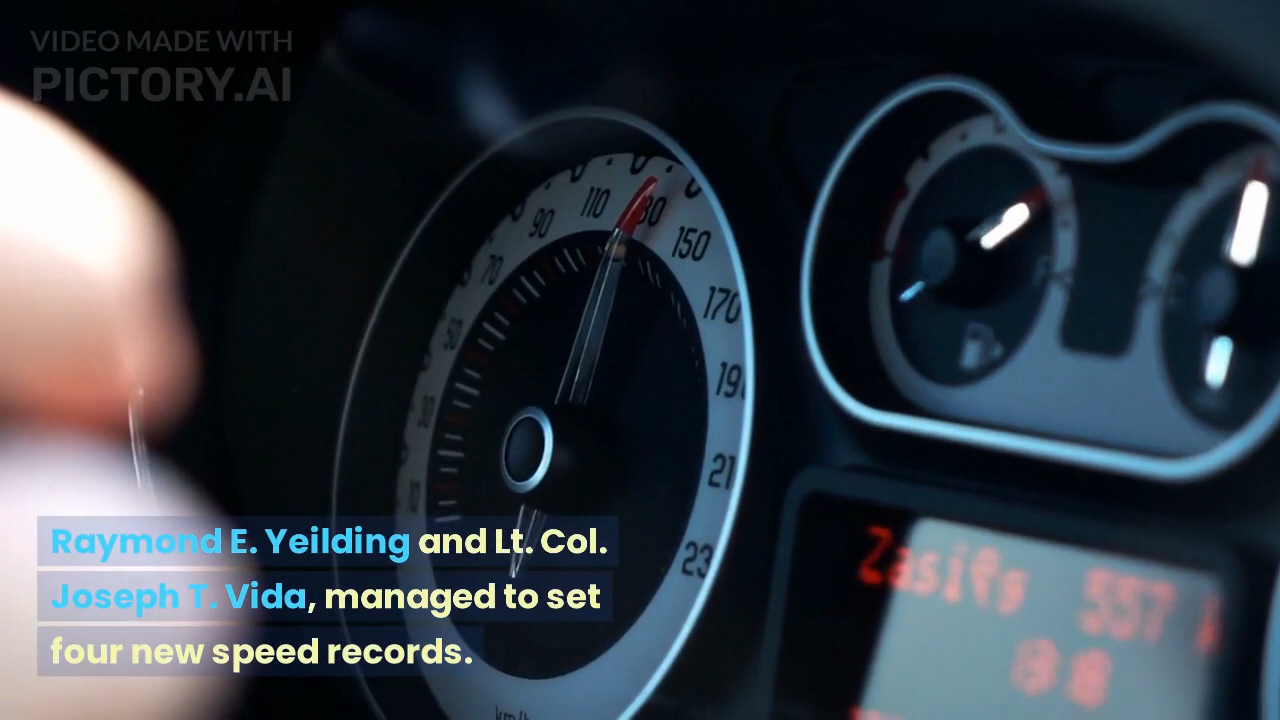 VIDEO MADE WITH
PICTORY.AI
110
90
150
70
170
50
Raymond E. Yeilding and Lt. Col.
Joseph T. Vida, managed to set
four new speed records.